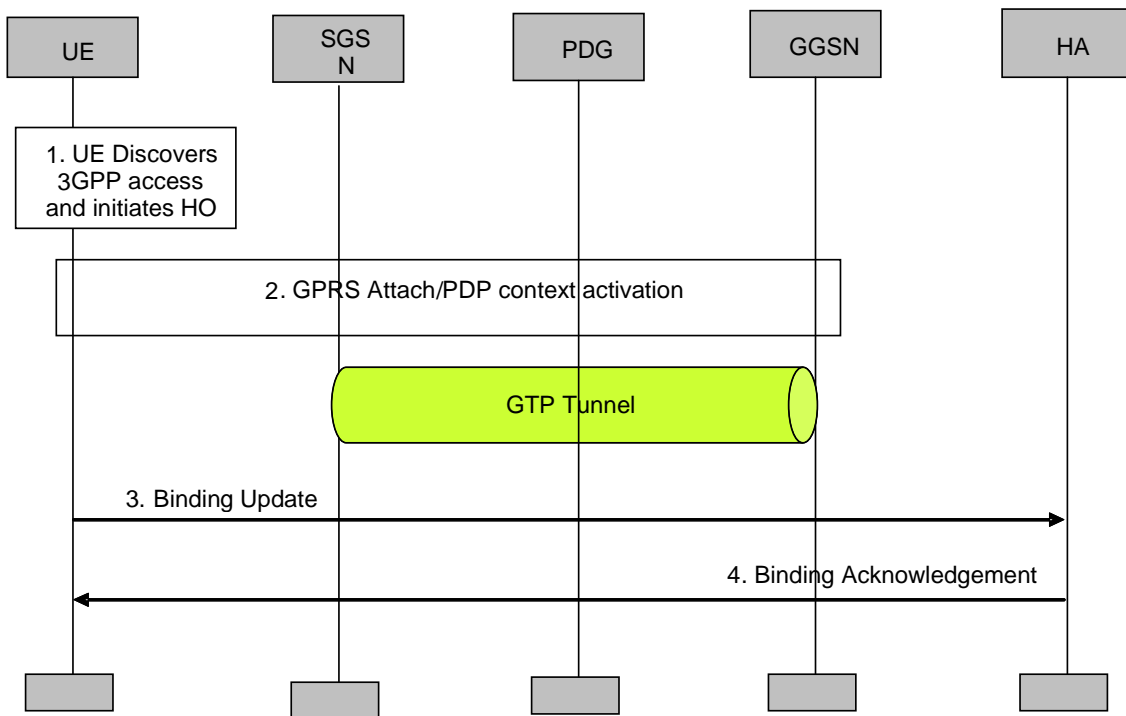 UE
SGS
N
PDG
GGSN
HA
1. UE Discovers
3GPP access
and initiates HO
2. GPRS Attach/PDP context activation
GTP Tunnel
3. Binding Update
4. Binding Acknowledgement